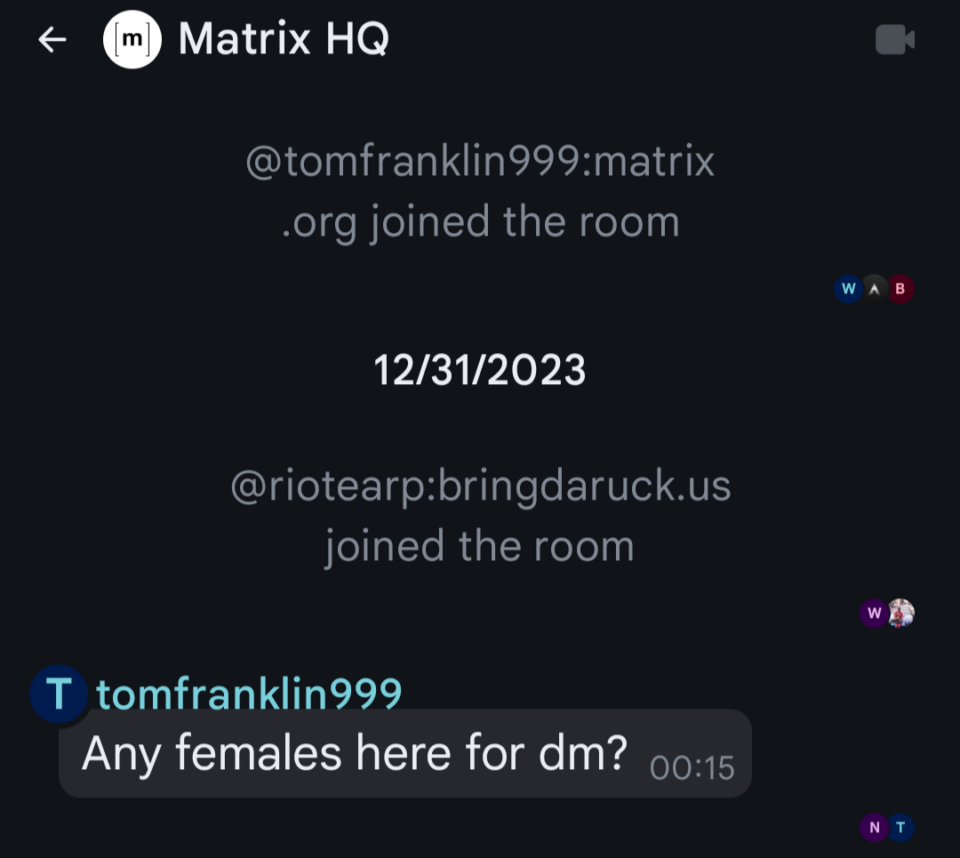 [m] Matrix HQ
@tomfranklin999:matrix
.org joined the room
W B
12/31/2023
@riotearp:bringdaruck.us
joined the room
W
T tomfranklin999
Any females here for dm? 00:15
N T